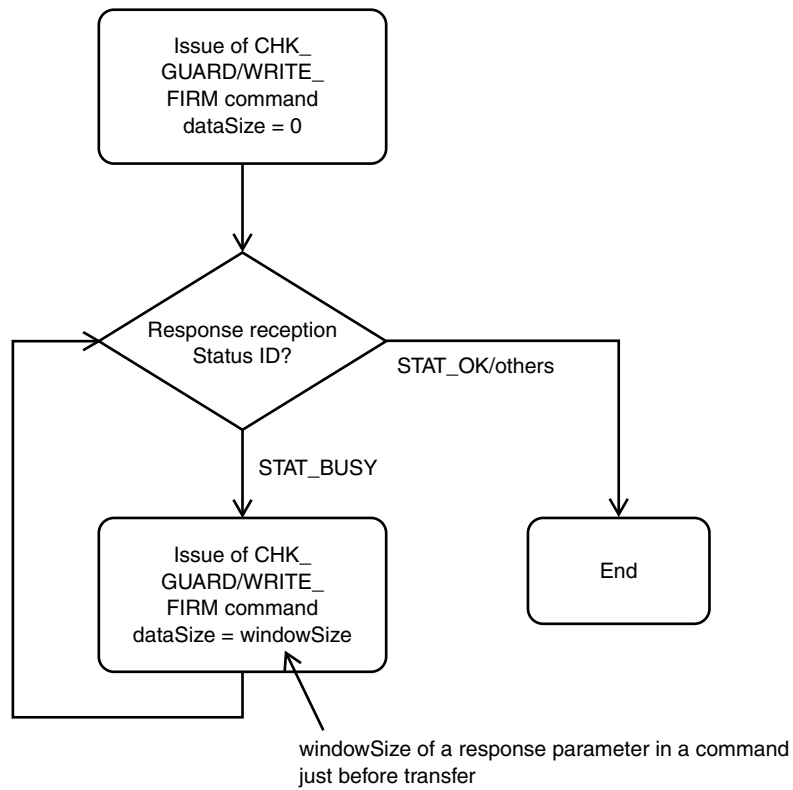 Issue of CHK_
GUARD/WRITE_
FIRM command
dataSize = 0
Response reception
Status ID?
STAT_OK/others
STAT_BUSY
Issue of CHK_
GUARD/WRITE_
FIRM command
dataSize = windowSize
End
windowSize of a response parameter in a command
just before transfer